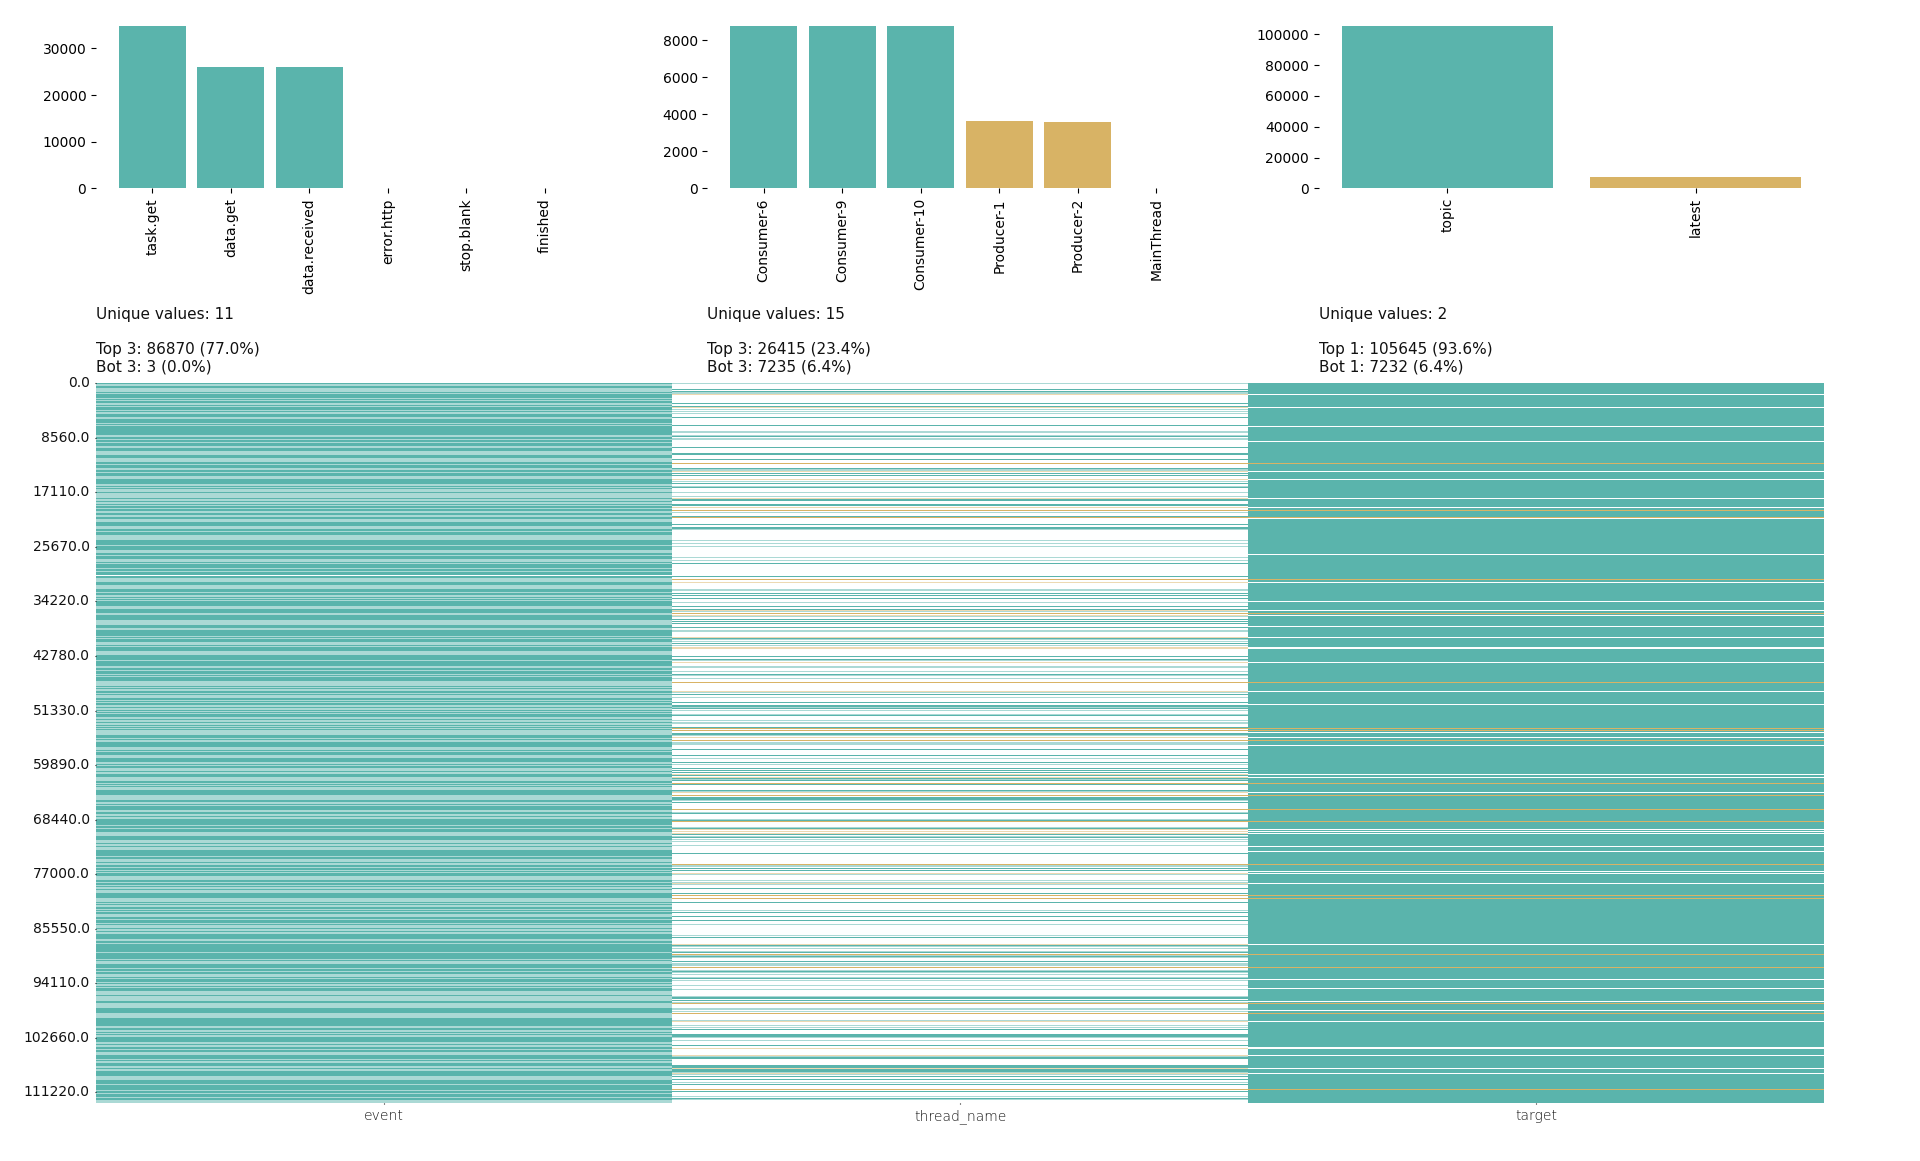 30000
20000
10000
0
task.get
data.get
data.received
error.http
stop.blank
finished
8000
6000
4000
2000
0
Consumer-6
Consumer-9
Consumer-10
Producer-1
Producer-2
MainThread
100000
80000
60000
40000
20000
0
topic
latest
Unique values: 11
Top 3: 86870 (77.0%)
Bot 3: 3 (0.0%)
Unique values: 15
Top 3: 26415 (23.4%)
Bot 3: 7235 (6.4%)
Unique values: 2
Top 1: 105645 (93.6%)
Bot 1: 7232 (6.4%)
0.0
8560.0
17110.0
25670.0
34220.0
42780.0
51330.0
59890.0
68440.0
77000.0
85550.0
94110.0
102660.0
111220.0
event
thread_name
target